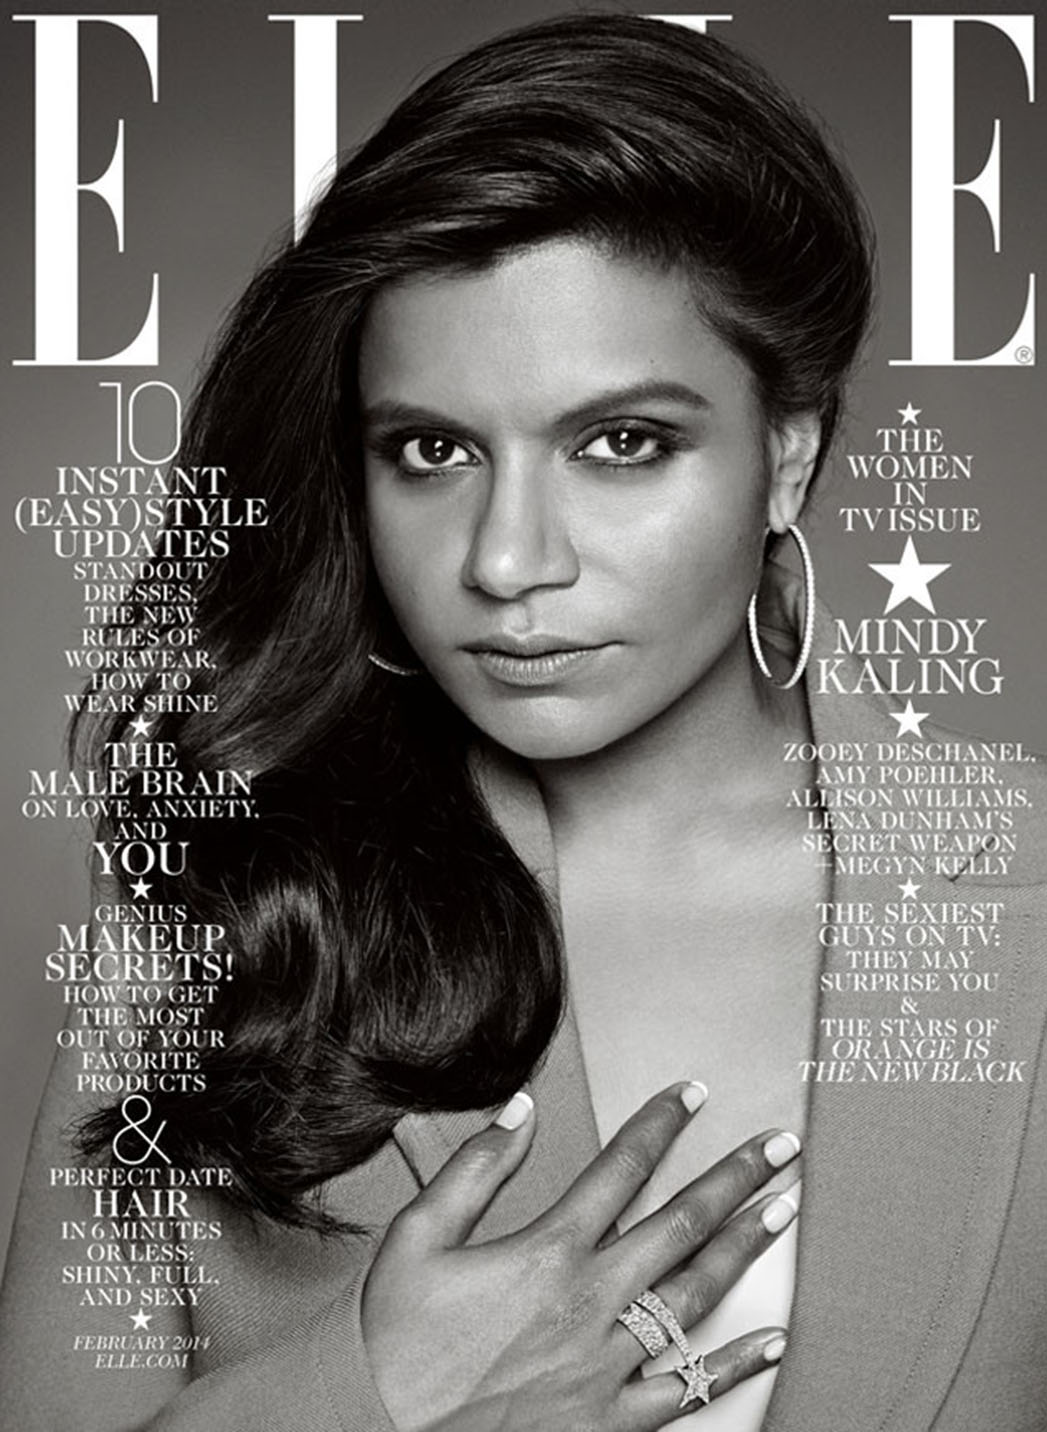 ELLE
®
10
INSTANT
(EASY) STYLE
UPDATES
STANDOUT
DRESSES,
THE NEW
RULES OF
WORKWEAR,
HOW TO
WEAR SHINE
THE
MALE BRAIN
ON LOVE, ANXIETY,
AND
YOU
GENIUS
MAKEUP
SECRETS!
HOW TO GET
THE MOST
OUT OF YOUR
FAVORITE
PRODUCTS
&
PERFECT DATE
HAIR
IN 6 MINUTES
OR LESS:
SHINY, FULL,
AND SEXY
FEBRUARY 2014
ELLE.COM
THE
WOMEN
IN
TV ISSUE
MINDY
KALING
ZOOEY DESCHANEL,
AMY POEHLER,
ALLISON WILLIAMS,
LENA DUNHAM'S
SECRET WEAPON
—MEGYN KELLY
THE SEXIEST
GUYS ON TV:
THEY MAY
SURPRISE YOU
&
THE STARS OF
ORANGE IS
THE NEW BLACK